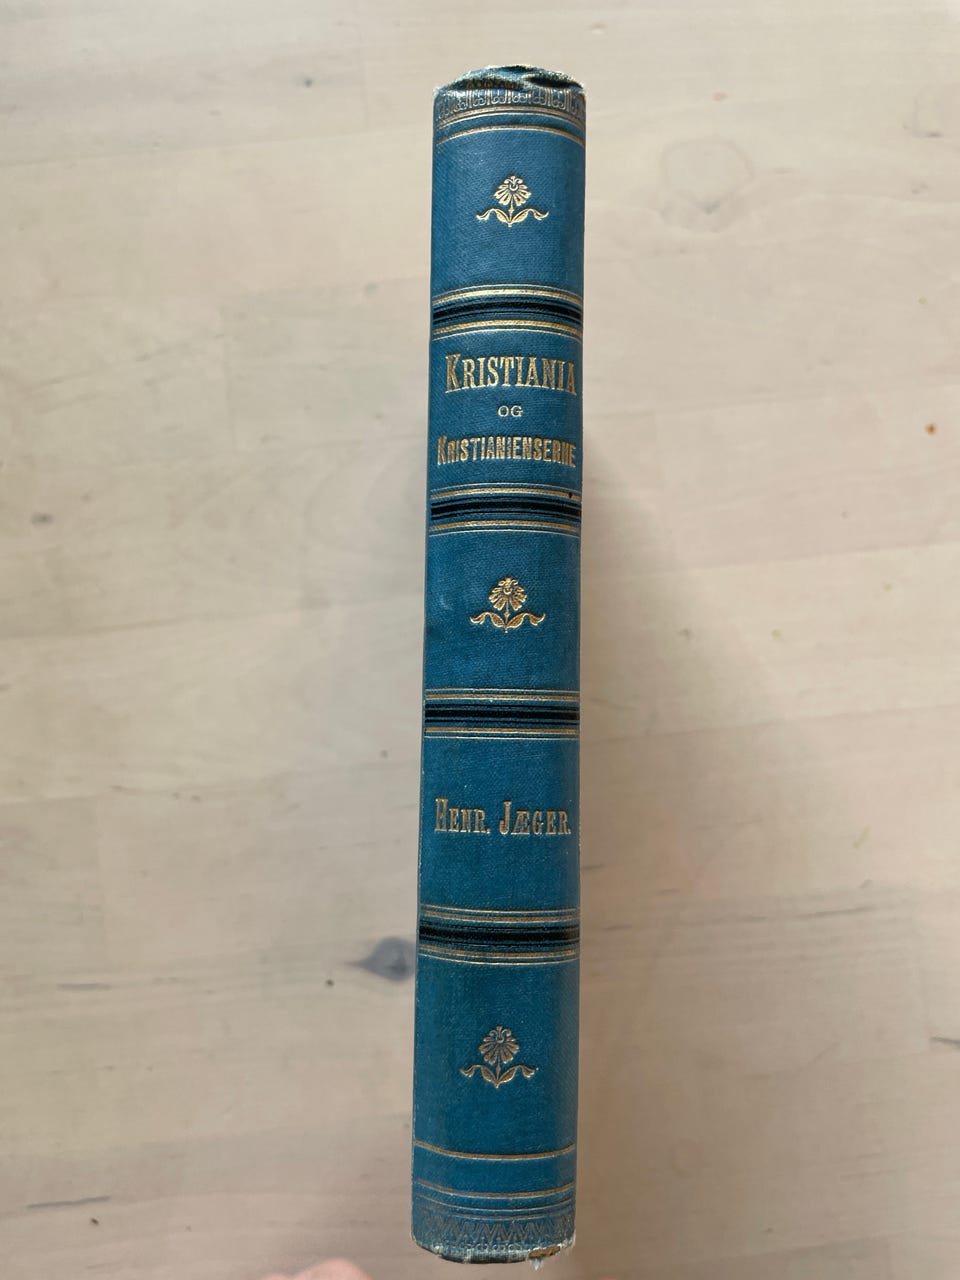 KRISTIANIA
OG
KRISTIANIENSERNE
HENR. JÆGER.